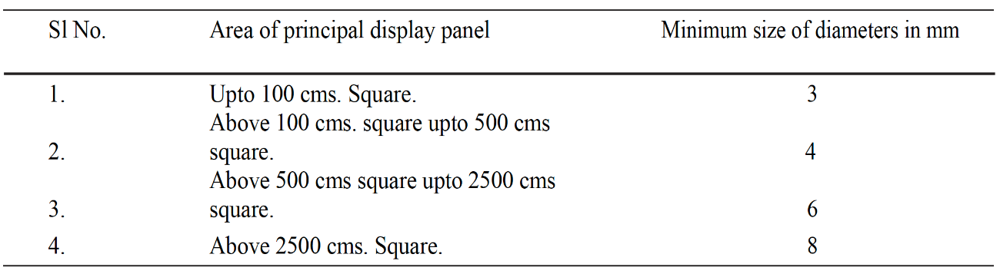 Sl No. Area of principal display panel Minimum size of diameters in mm
1. Upto 100 cms. Square. 3
Above 100 cms. square upto 500 cms
2. square. 4
Above 500 cms square upto 2500 cms
3. square. 6
4. Above 2500 cms. Square. 8